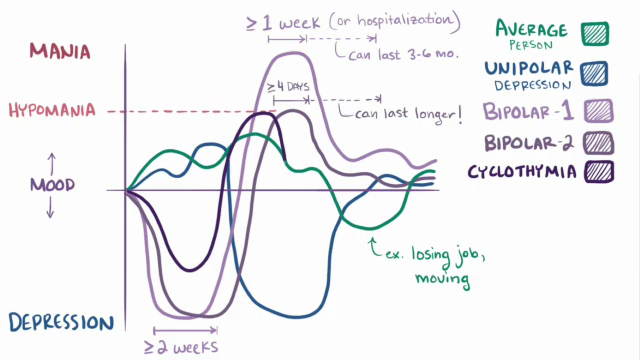 ≥ 1 week (or hospitalization)
MANIA
can last 3-6 mo.
≥ 4 DAYS
HYPOMANIA
can last longer!
MOOD
ex. losing job,
moving
DEPRESSION
≥ 2 weeks
AVERAGE
PERSON
UNIPOLAR
DEPRESSION
BIPOLAR-1
BIPOLAR-2
CYCLOTHYMIA